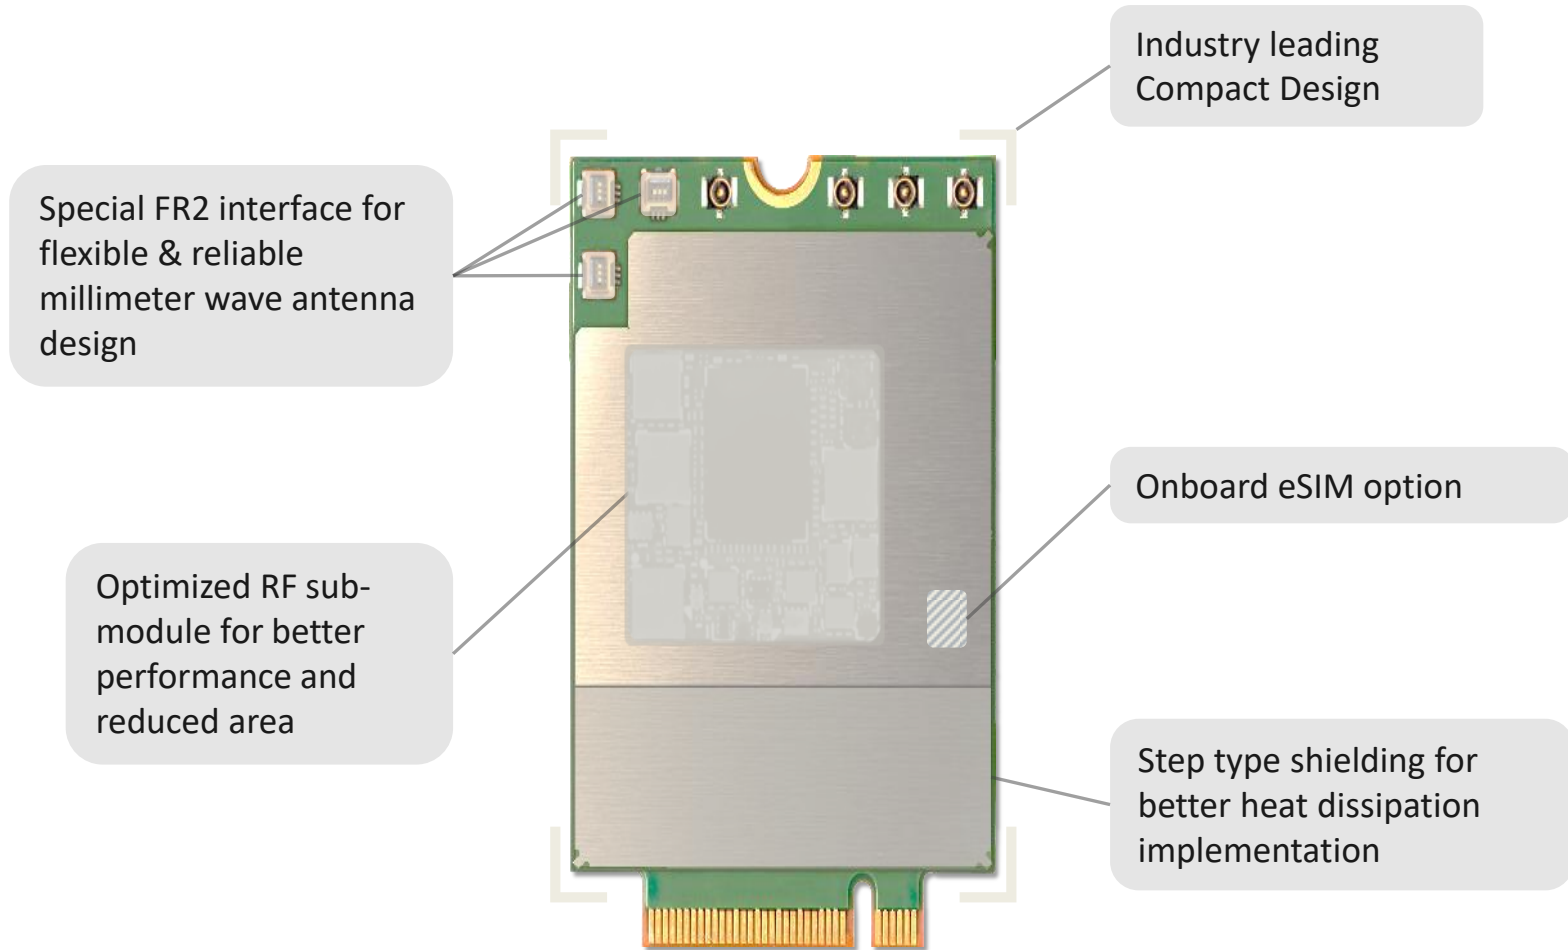 Industry leading
Compact Design
Special FR2 interface for
flexible & reliable
millimeter wave antenna
design
Onboard eSIM option
Optimized RF sub-
module for better
performance and
reduced area
Step type shielding for
better heat dissipation
implementation